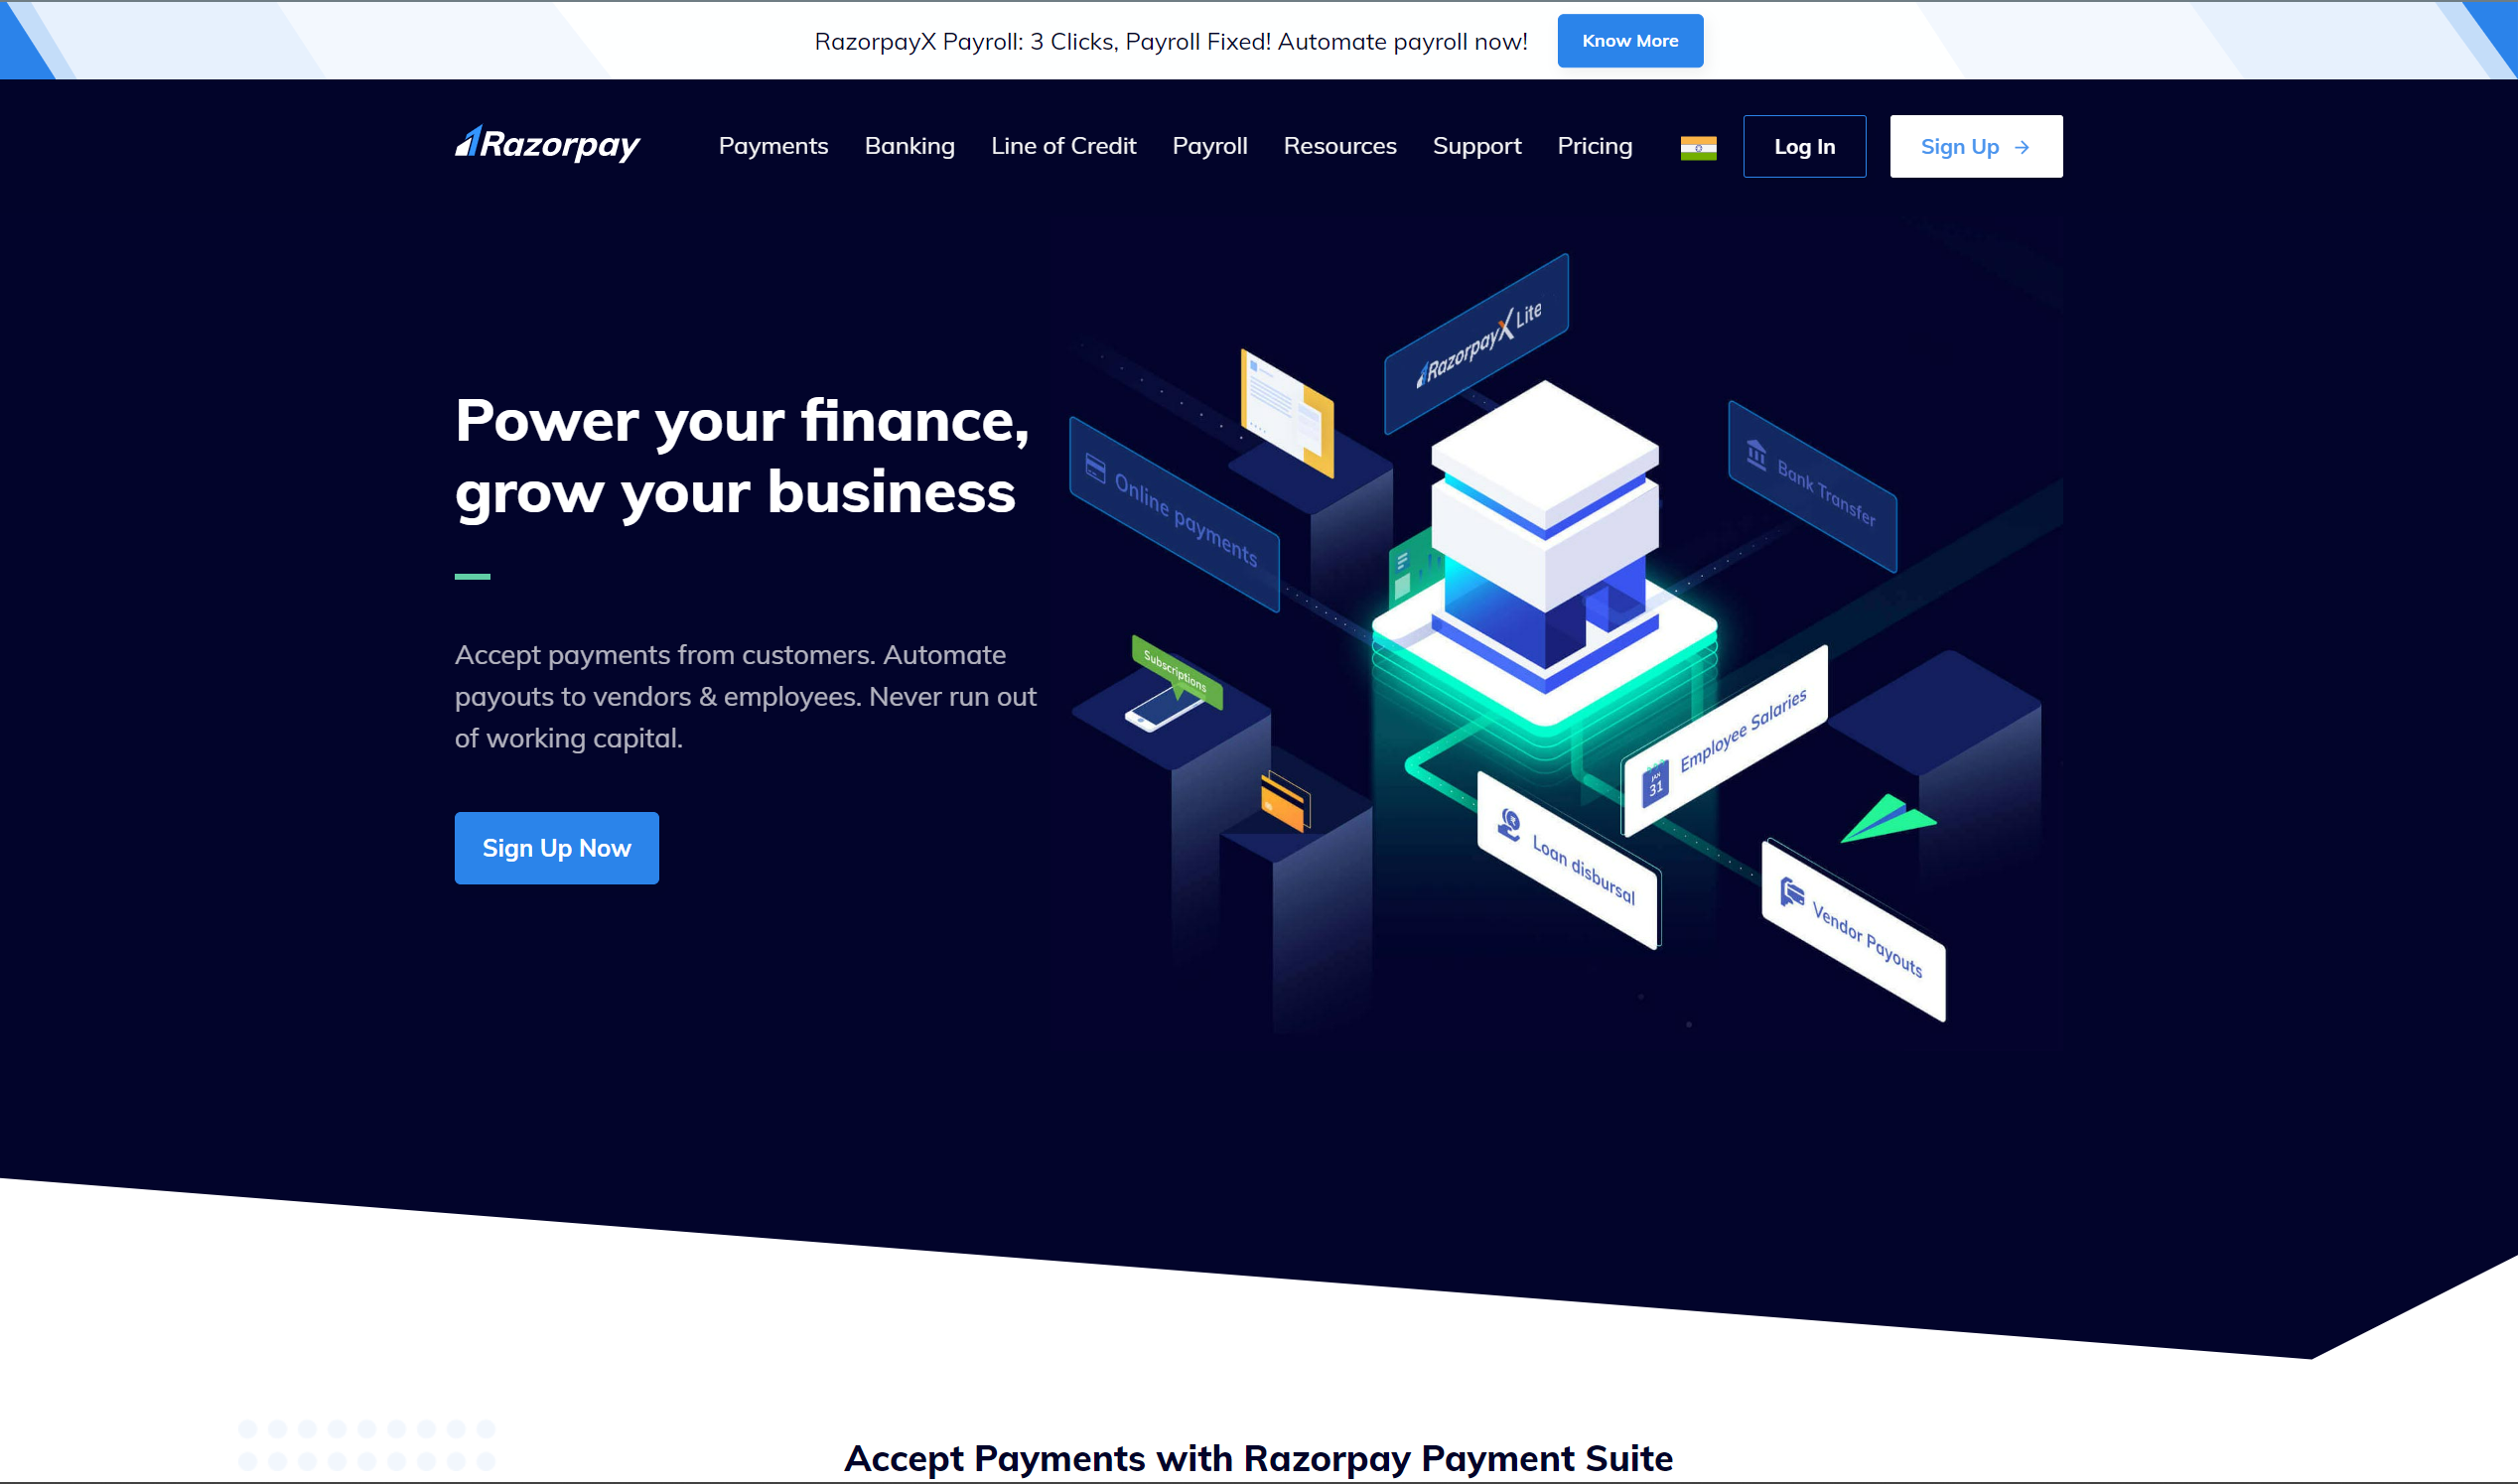 RazorpayX Payroll: 3 Clicks, Payroll Fixed! Automate payroll now!
Know More
Razorpay
Payments
Banking
Line of Credit
Payroll
Resources
Support
Pricing
Log In
Sign Up →
Power your finance,
grow your business
Accept payments from customers. Automate
payouts to vendors & employees. Never run out
of working capital.
Sign Up Now
RazorpayX Lite
Online payments
Bank Transfer
Subscriptions
JAN
31
Employee Salaries
Loan disbursal
Vendor Payouts
Accept Payments with Razorpay Payment Suite